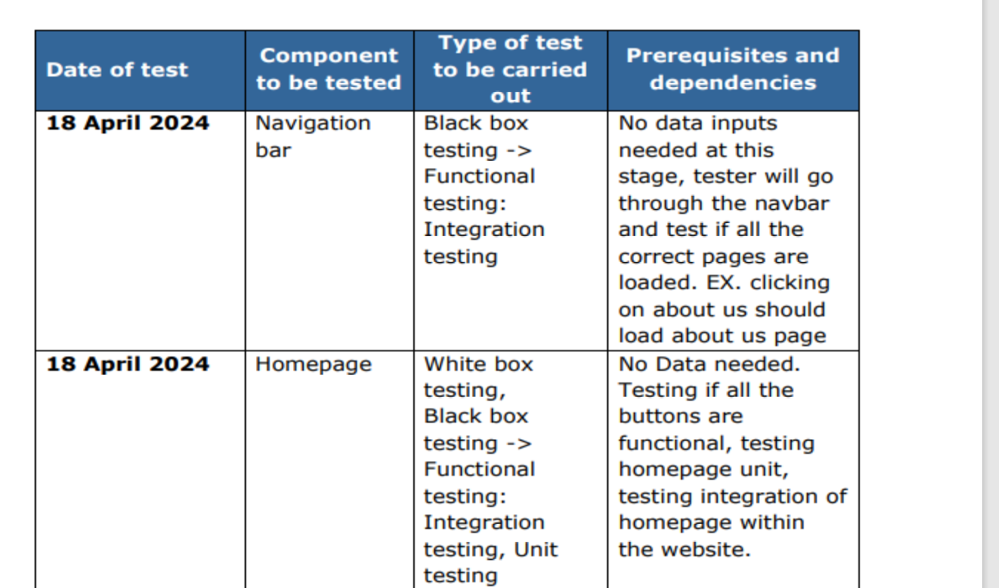 Date of test
Component
to be tested
Type of test
to be carried
out
Prerequisites and
dependencies
18 April 2024
Navigation
bar
Black box
testing ->
Functional
testing:
Integration
testing
No data inputs
needed at this
stage, tester will go
through the navbar
and test if all the
correct pages are
loaded. EX. clicking
on about us should
load about us page
18 April 2024
Homepage
White box
testing,
Black box
testing ->
Functional
testing:
Integration
testing, Unit
testing
No Data needed.
Testing if all the
buttons are
functional, testing
homepage unit,
testing integration of
homepage within
the website.